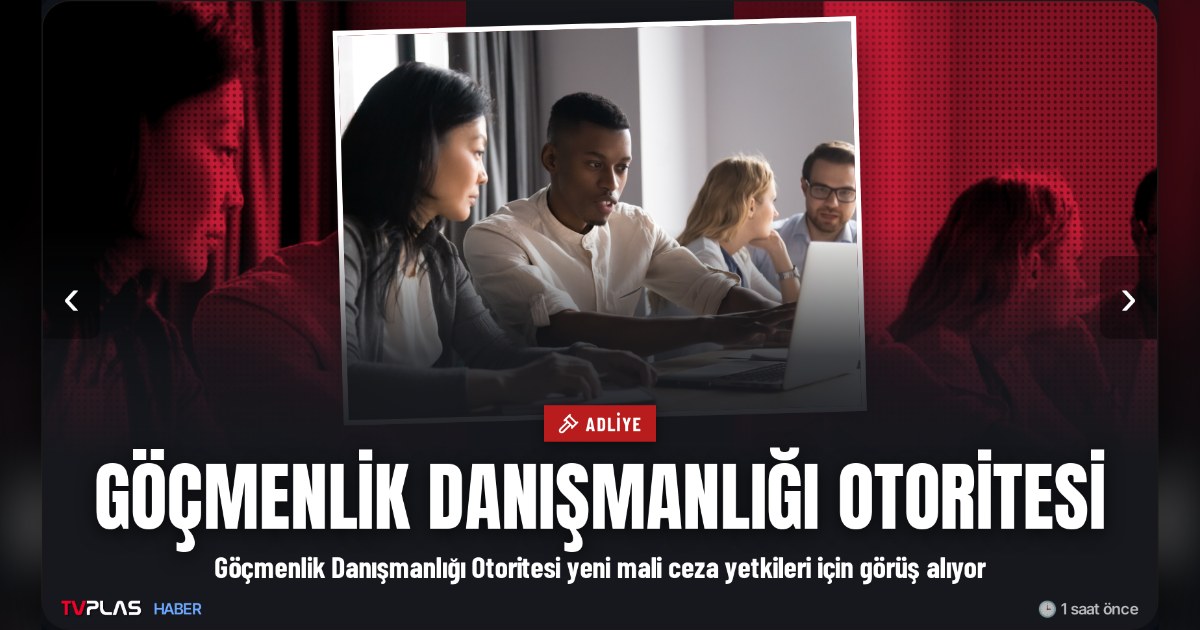 ADLİYE
GÖÇMENLİK DANIŞMANLIĞI OTORİTESİ
Göçmenlik Danışmanlığı Otoritesi yeni mali ceza yetkileri için görüş alıyor
TVPLAS HABER
1 saat önce